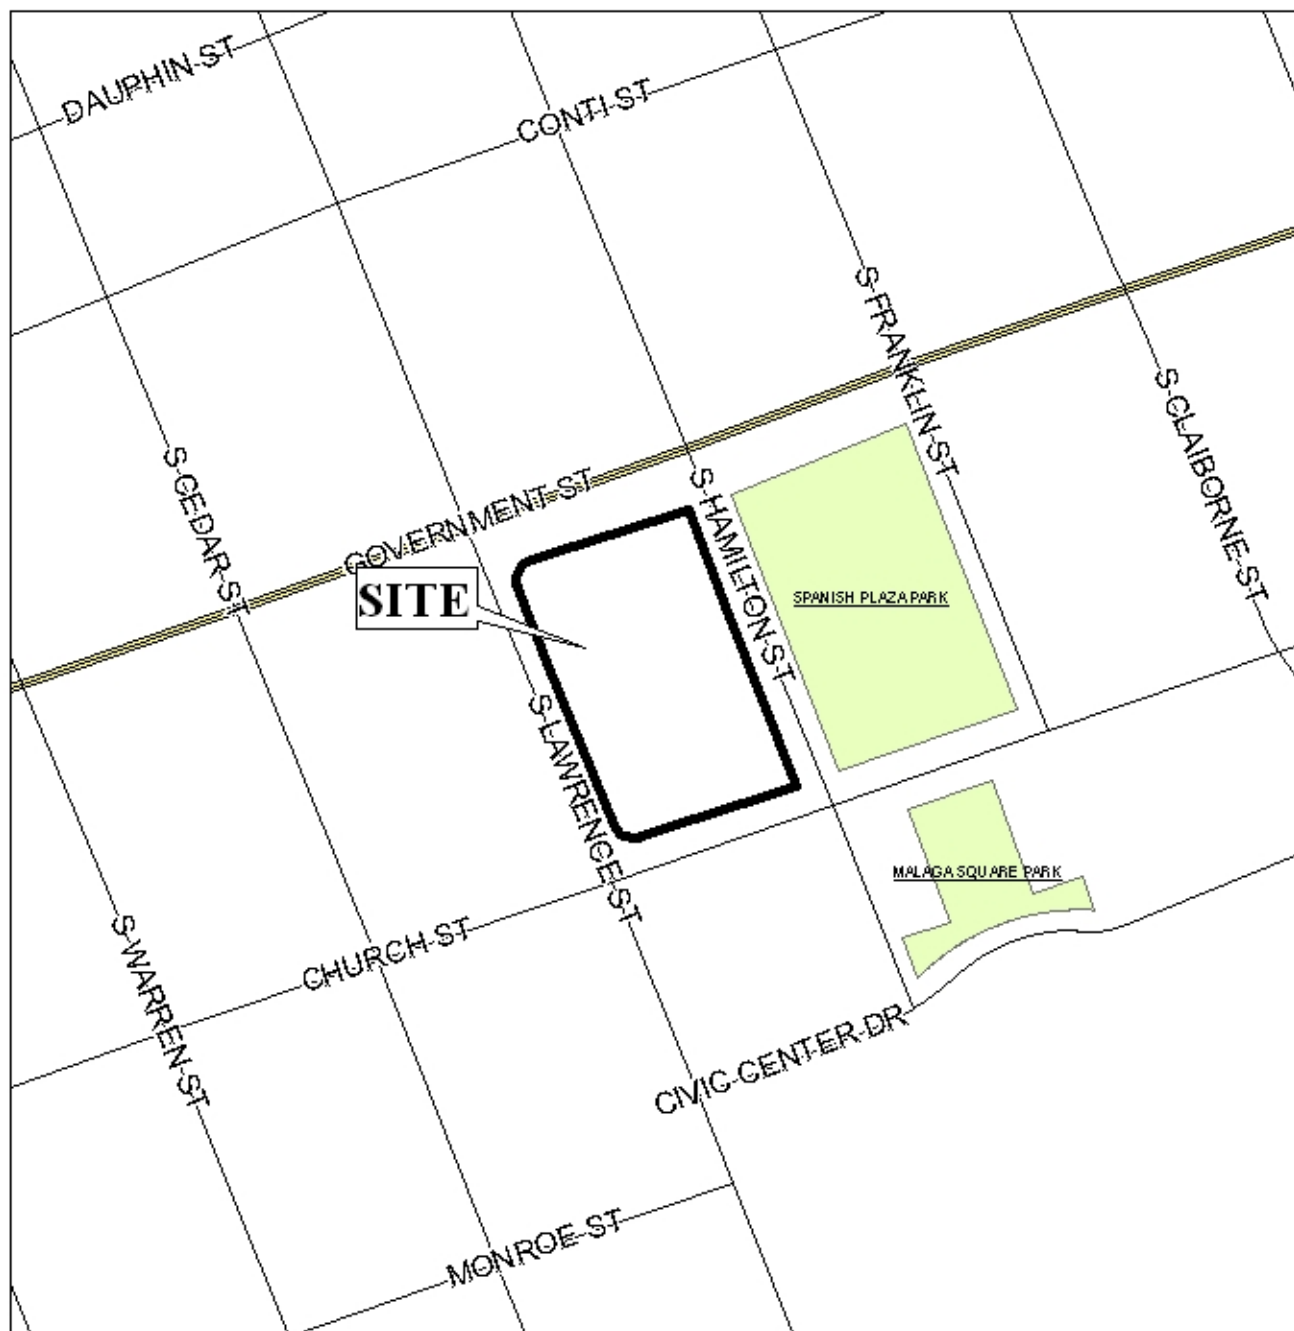 DAUPHIN ST
CONTI ST
S FRANKLIN ST
S CLAIBORNE ST
S CEDAR ST
GOVERNMENT ST
S HAMILTON ST
SITE
SPANISH PLAZA PARK
S LAWRENCE ST
MALAGA SQUARE PARK
CHURCH ST
S WARREN ST
CIVIC CENTER DR
MONROE ST